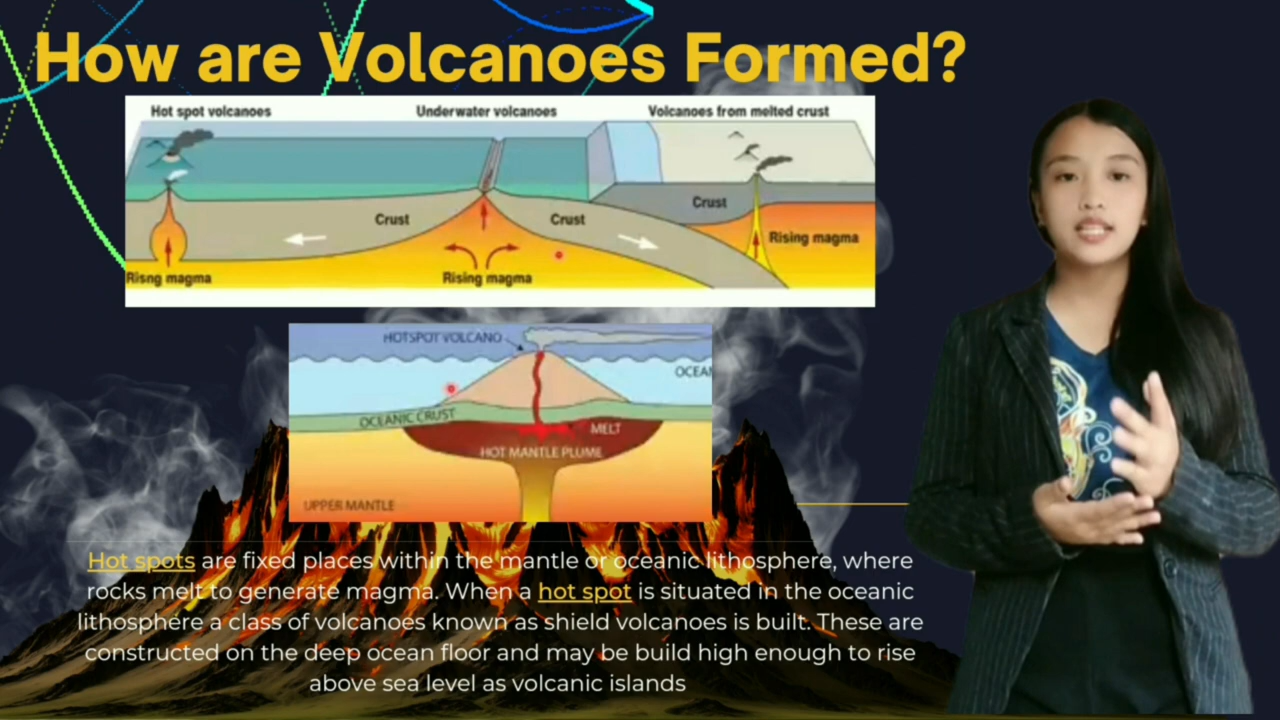 How are Volcanoes Formed?
Hot spot volcanoes
Underwater volcanoes
Volcanoes from melted crust
Crust
Crust
Crust
Rising magma
Risng magma
Rising magma
HOTSPOT VOLCANO
OCEAN
OCEANIC CRUST
MELT
HOT MANTLE PLUME
UPPER MANTLE
Hot spots are fixed places within the mantle or oceanic lithosphere, where
rocks melt to generate magma. When a hot spot is situated in the oceanic
lithosphere a class of volcanoes known as shield volcanoes is built. These are
constructed on the deep ocean floor and may be build high enough to rise
above sea level as volcanic islands